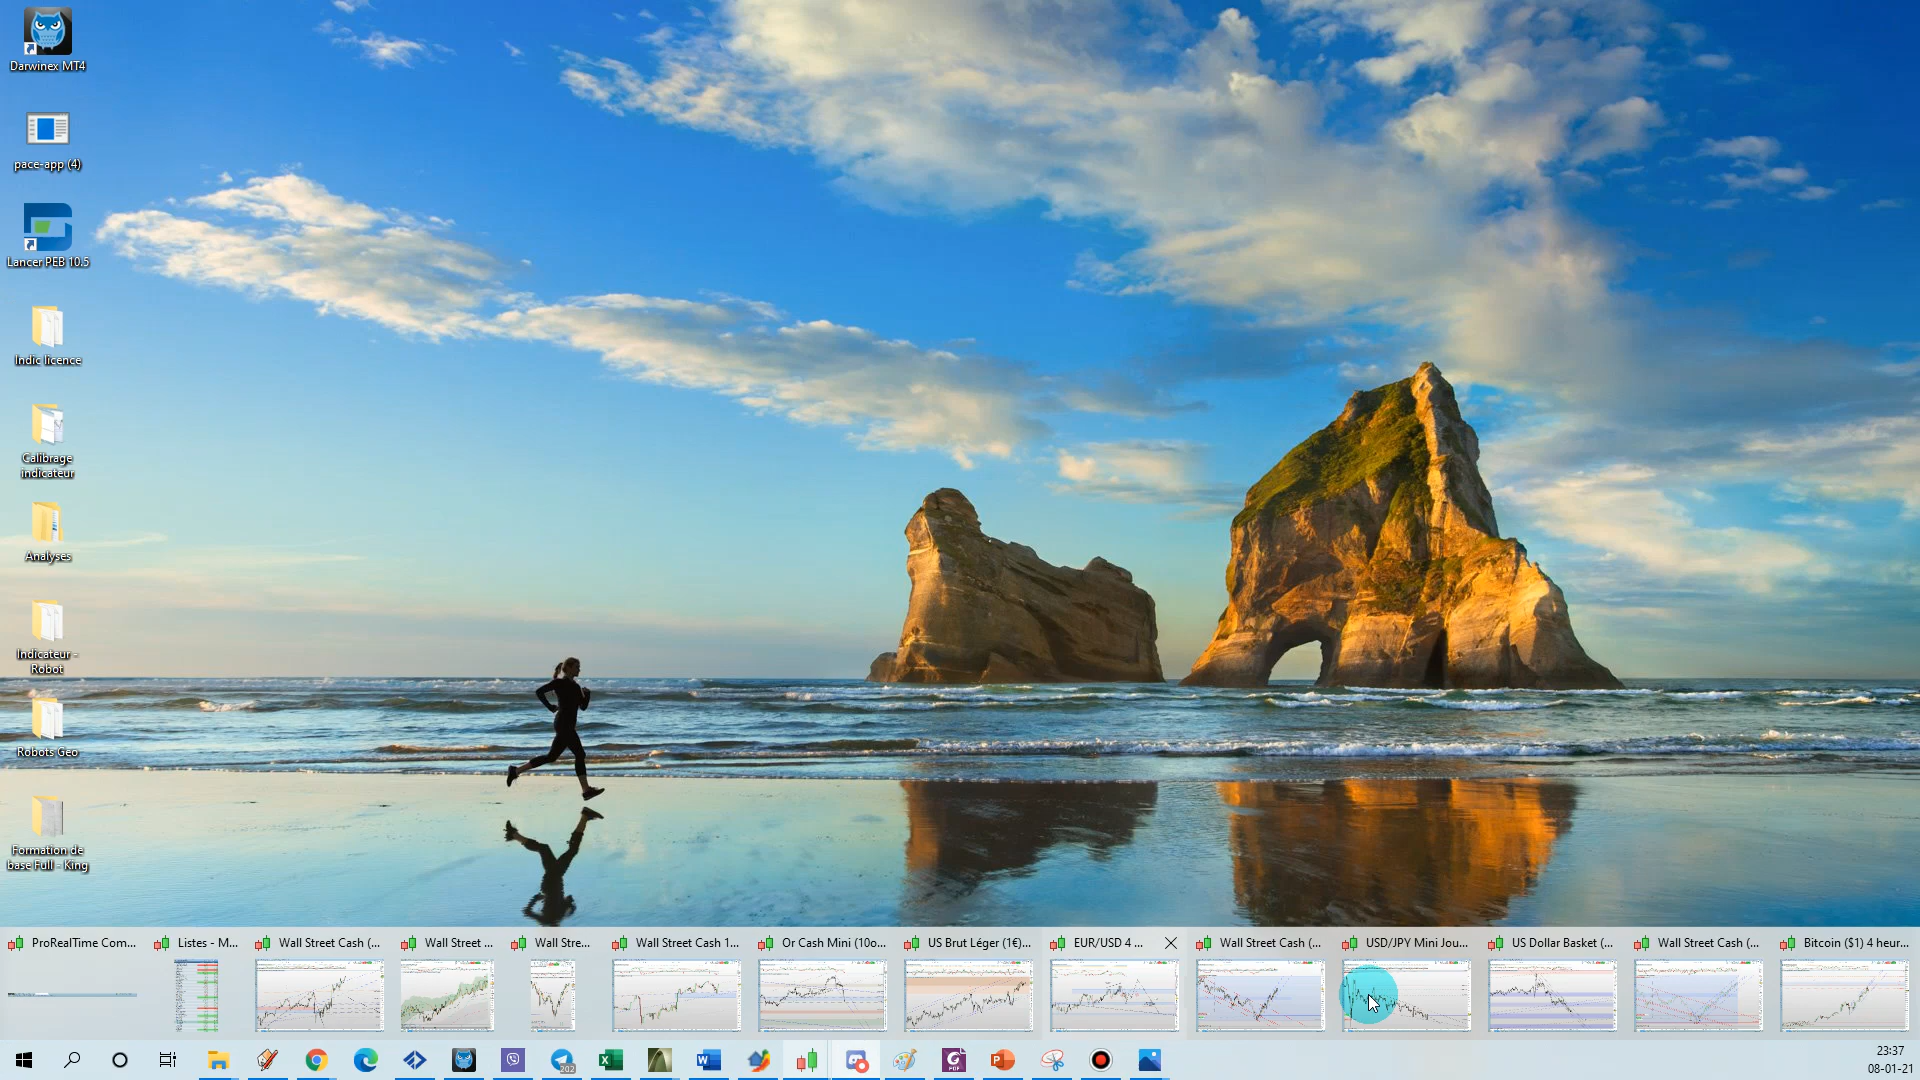 Darwinex MT4
pace-app (4)
Lancer PEB 10.5
Indic licence
Calibrage
indicateur
Analyses
Indicateur -
Robot
Robots Geo
Formation de
base Full - King
ProRealTime Com...
Listes - M...
Wall Street Cash (...
Wall Street ...
Wall Stre...
Wall Street Cash 1...
Or Cash Mini (10o...
US Brut Léger (1€)...
EUR/USD 4 ...
Wall Street Cash (...
USD/JPY Mini Jou...
US Dollar Basket (...
Wall Street Cash (...
Bitcoin ($1) 4 heur...
202
PDF
23:37
08-01-21